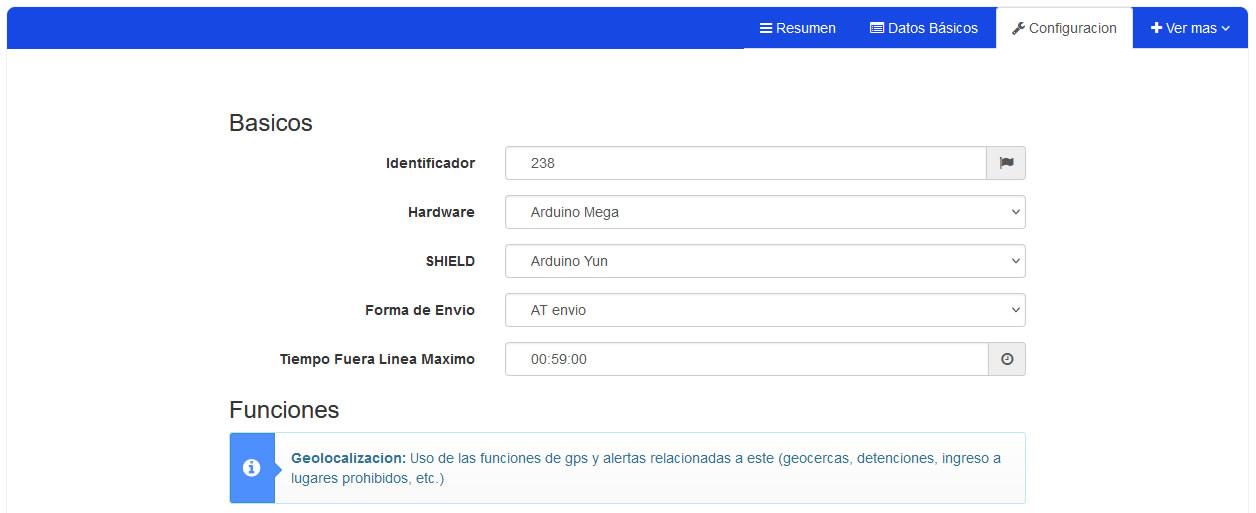 Resumen Datos Básicos Configuracion Ver mas
Basicos
Identificador 238
Hardware Arduino Mega
SHIELD Arduino Yun
Forma de Envio AT envio
Tiempo Fuera Linea Maximo 00:59:00
Funciones
Geolocalizacion: Uso de las funciones de gps y alertas relacionadas a este (geocercas, detenciones, ingreso a
lugares prohibidos, etc.)